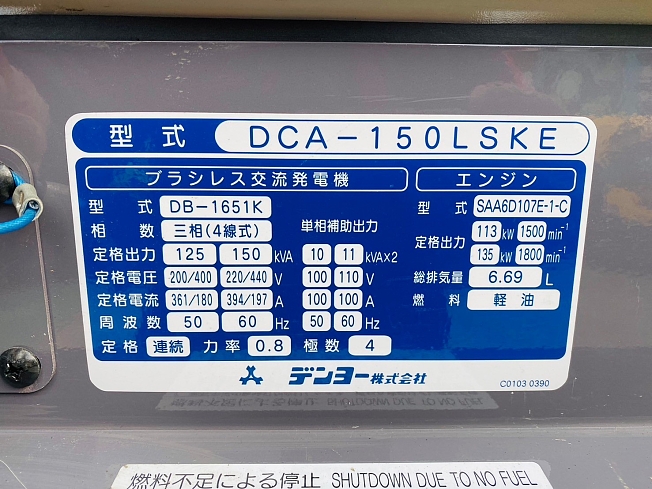 型式 DCA-150LSKE
ブラシレス交流発電機
型式 DB-1651K
相数 三相(4線式) 単相補助出力
定格出力 125 150 kVA 10 11 kVA×2
定格電圧 200/400 220/440 V 100 110 V
定格電流 361/180 394/197 A 100 100 A
周波数 50 60 Hz 50 60 Hz
定格 連続 力率 0.8 極数 4
エンジン
型式 SAA6D107E-1-C
定格出力 113 kW 1500 min⁻¹
135 kW 1800 min⁻¹
総排気量 6.69 L
燃料 軽油
デンヨー株式会社
C0103 0390
燃料不足による停止 SHUTDOWN DUE TO NO FUEL